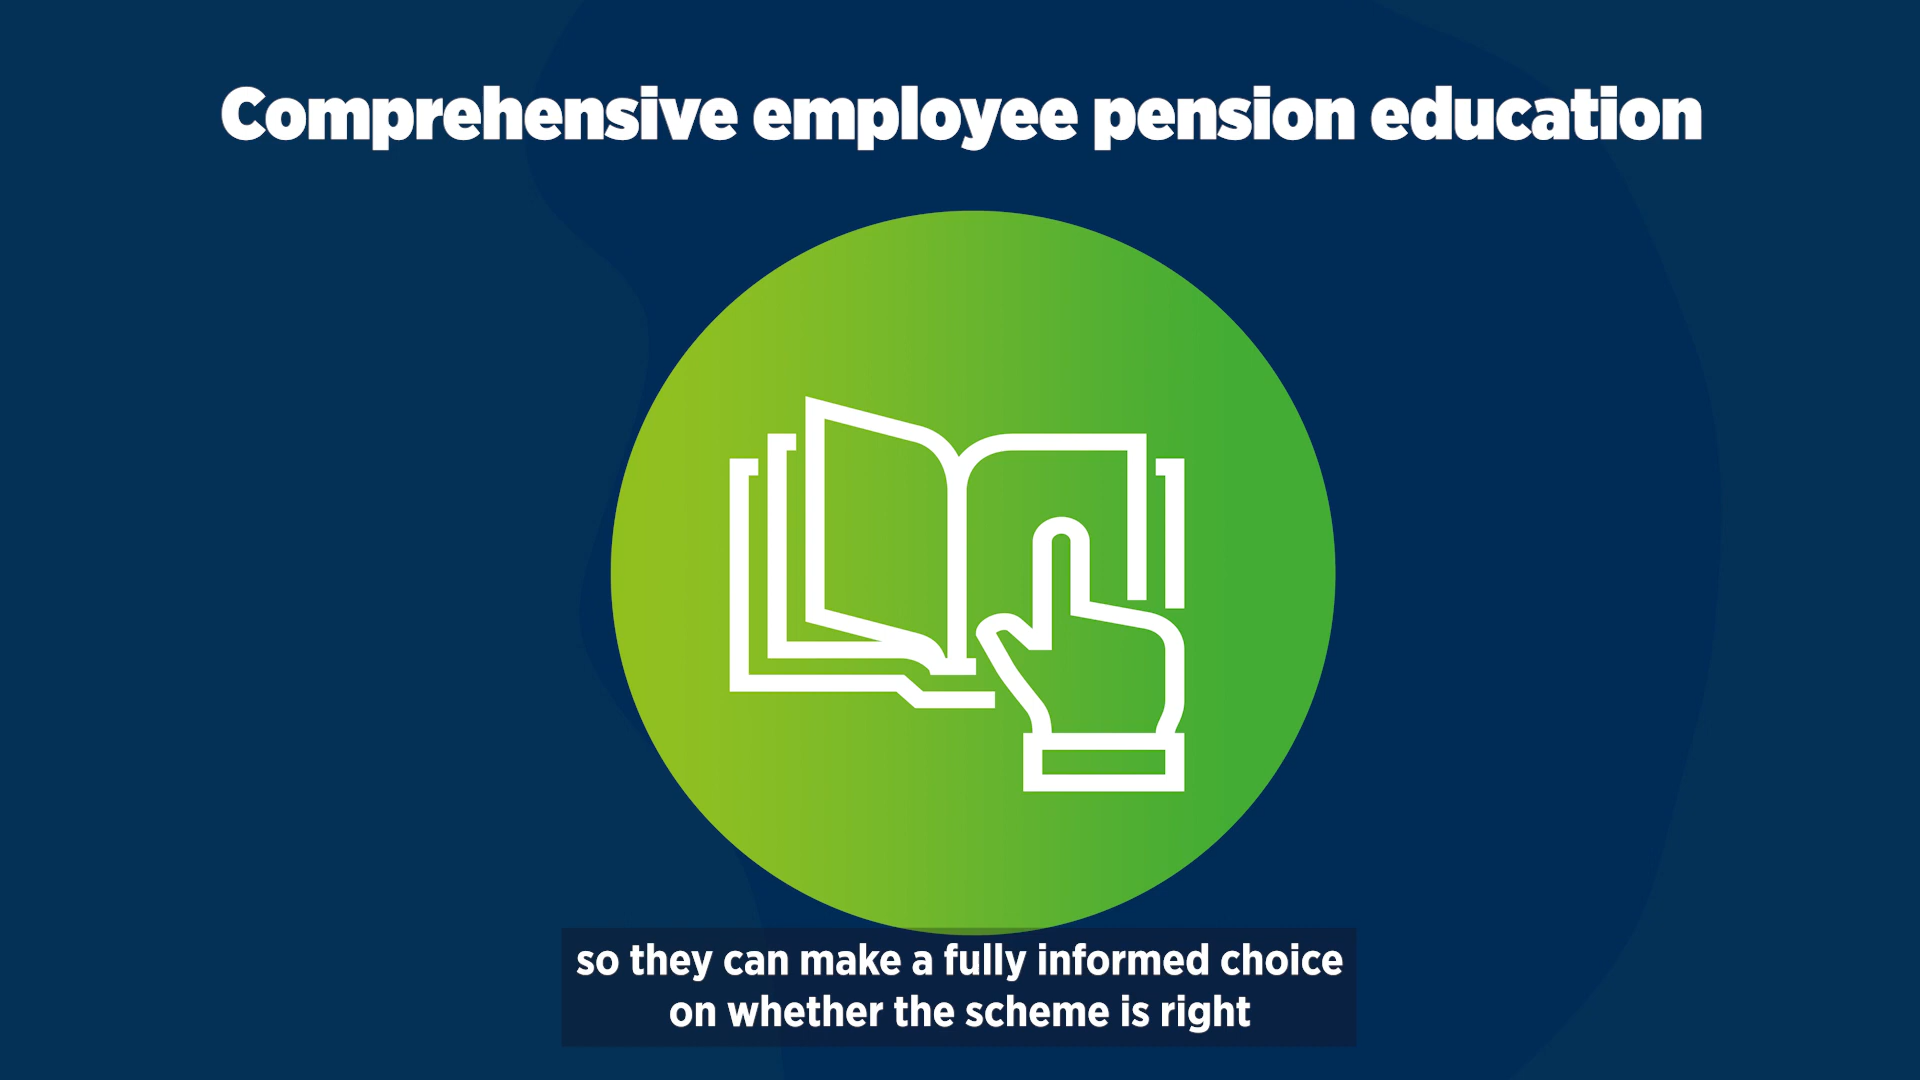 Comprehensive employee pension education
so they can make a fully informed choice
on whether the scheme is right